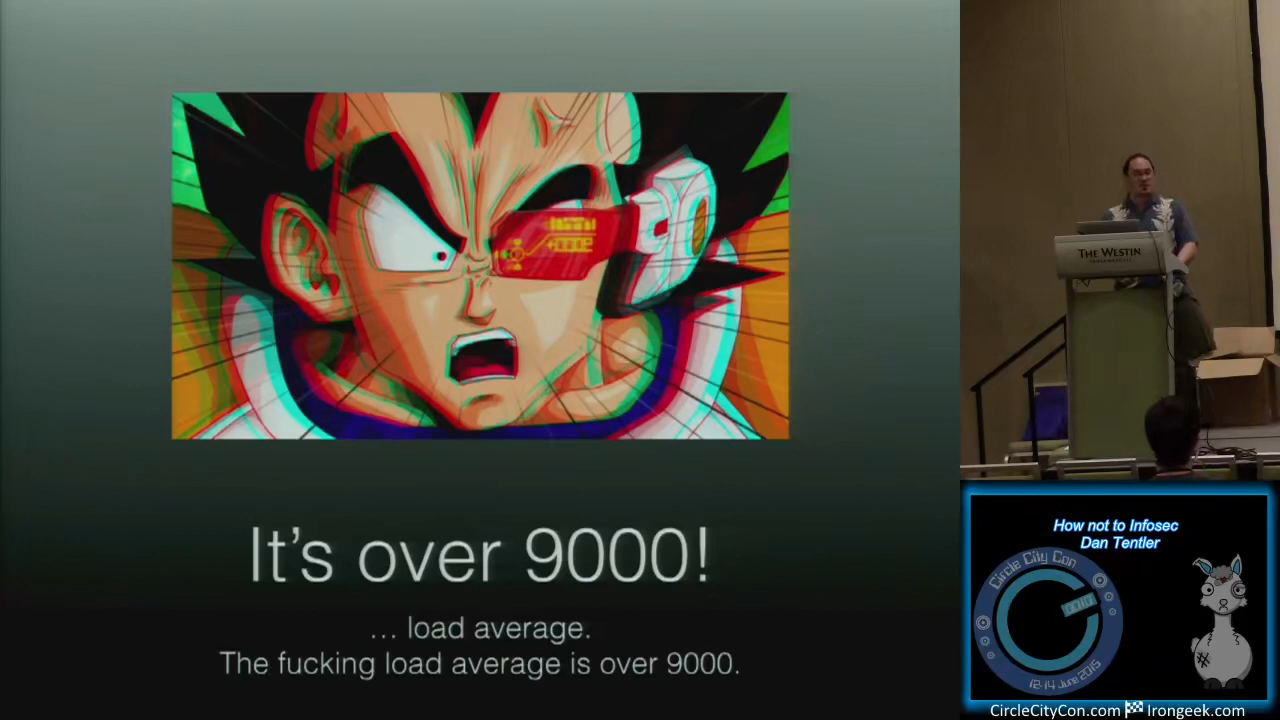 It's over 9000!
... load average.
The fucking load average is over 9000.
THE WESTIN
How not to Infosec
Dan Tentler
Circle City Con
12-14 June 2015
CircleCityCon.com Irongeek.com